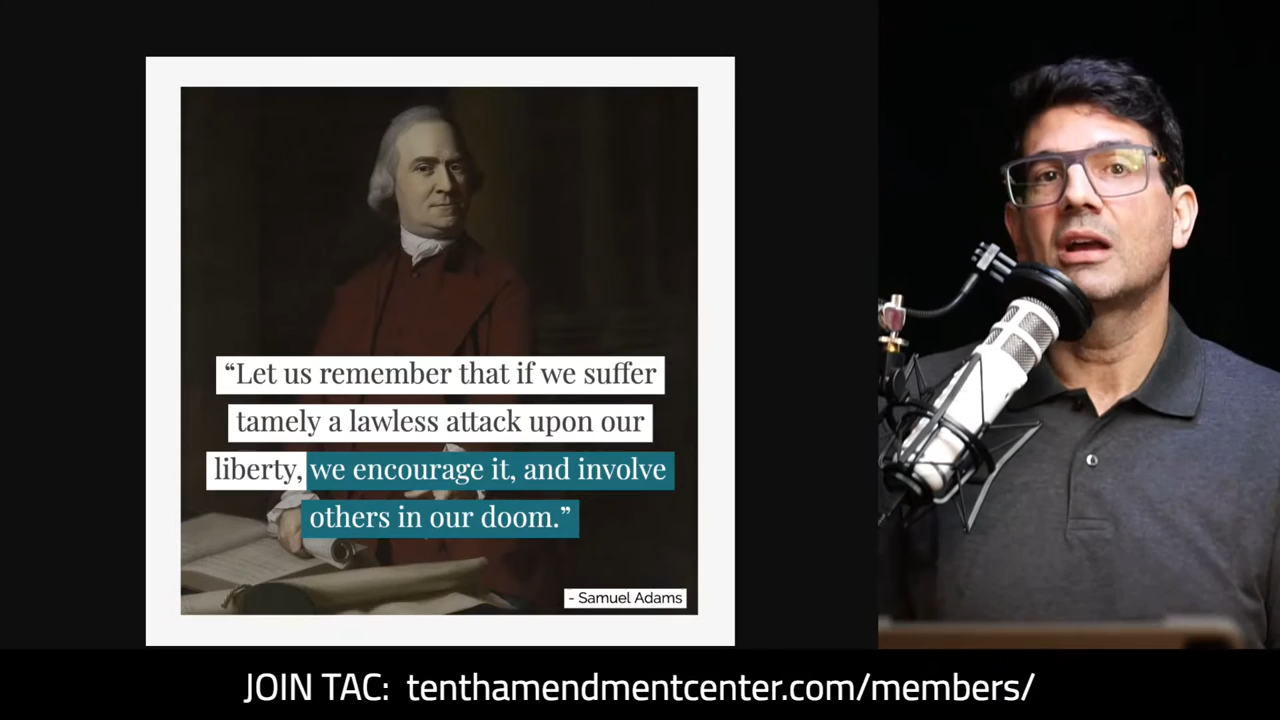 “Let us remember that if we suffer
tamely a lawless attack upon our
liberty, we encourage it, and involve
others in our doom.”
- Samuel Adams
JOIN TAC: tenthamendmentcenter.com/members/